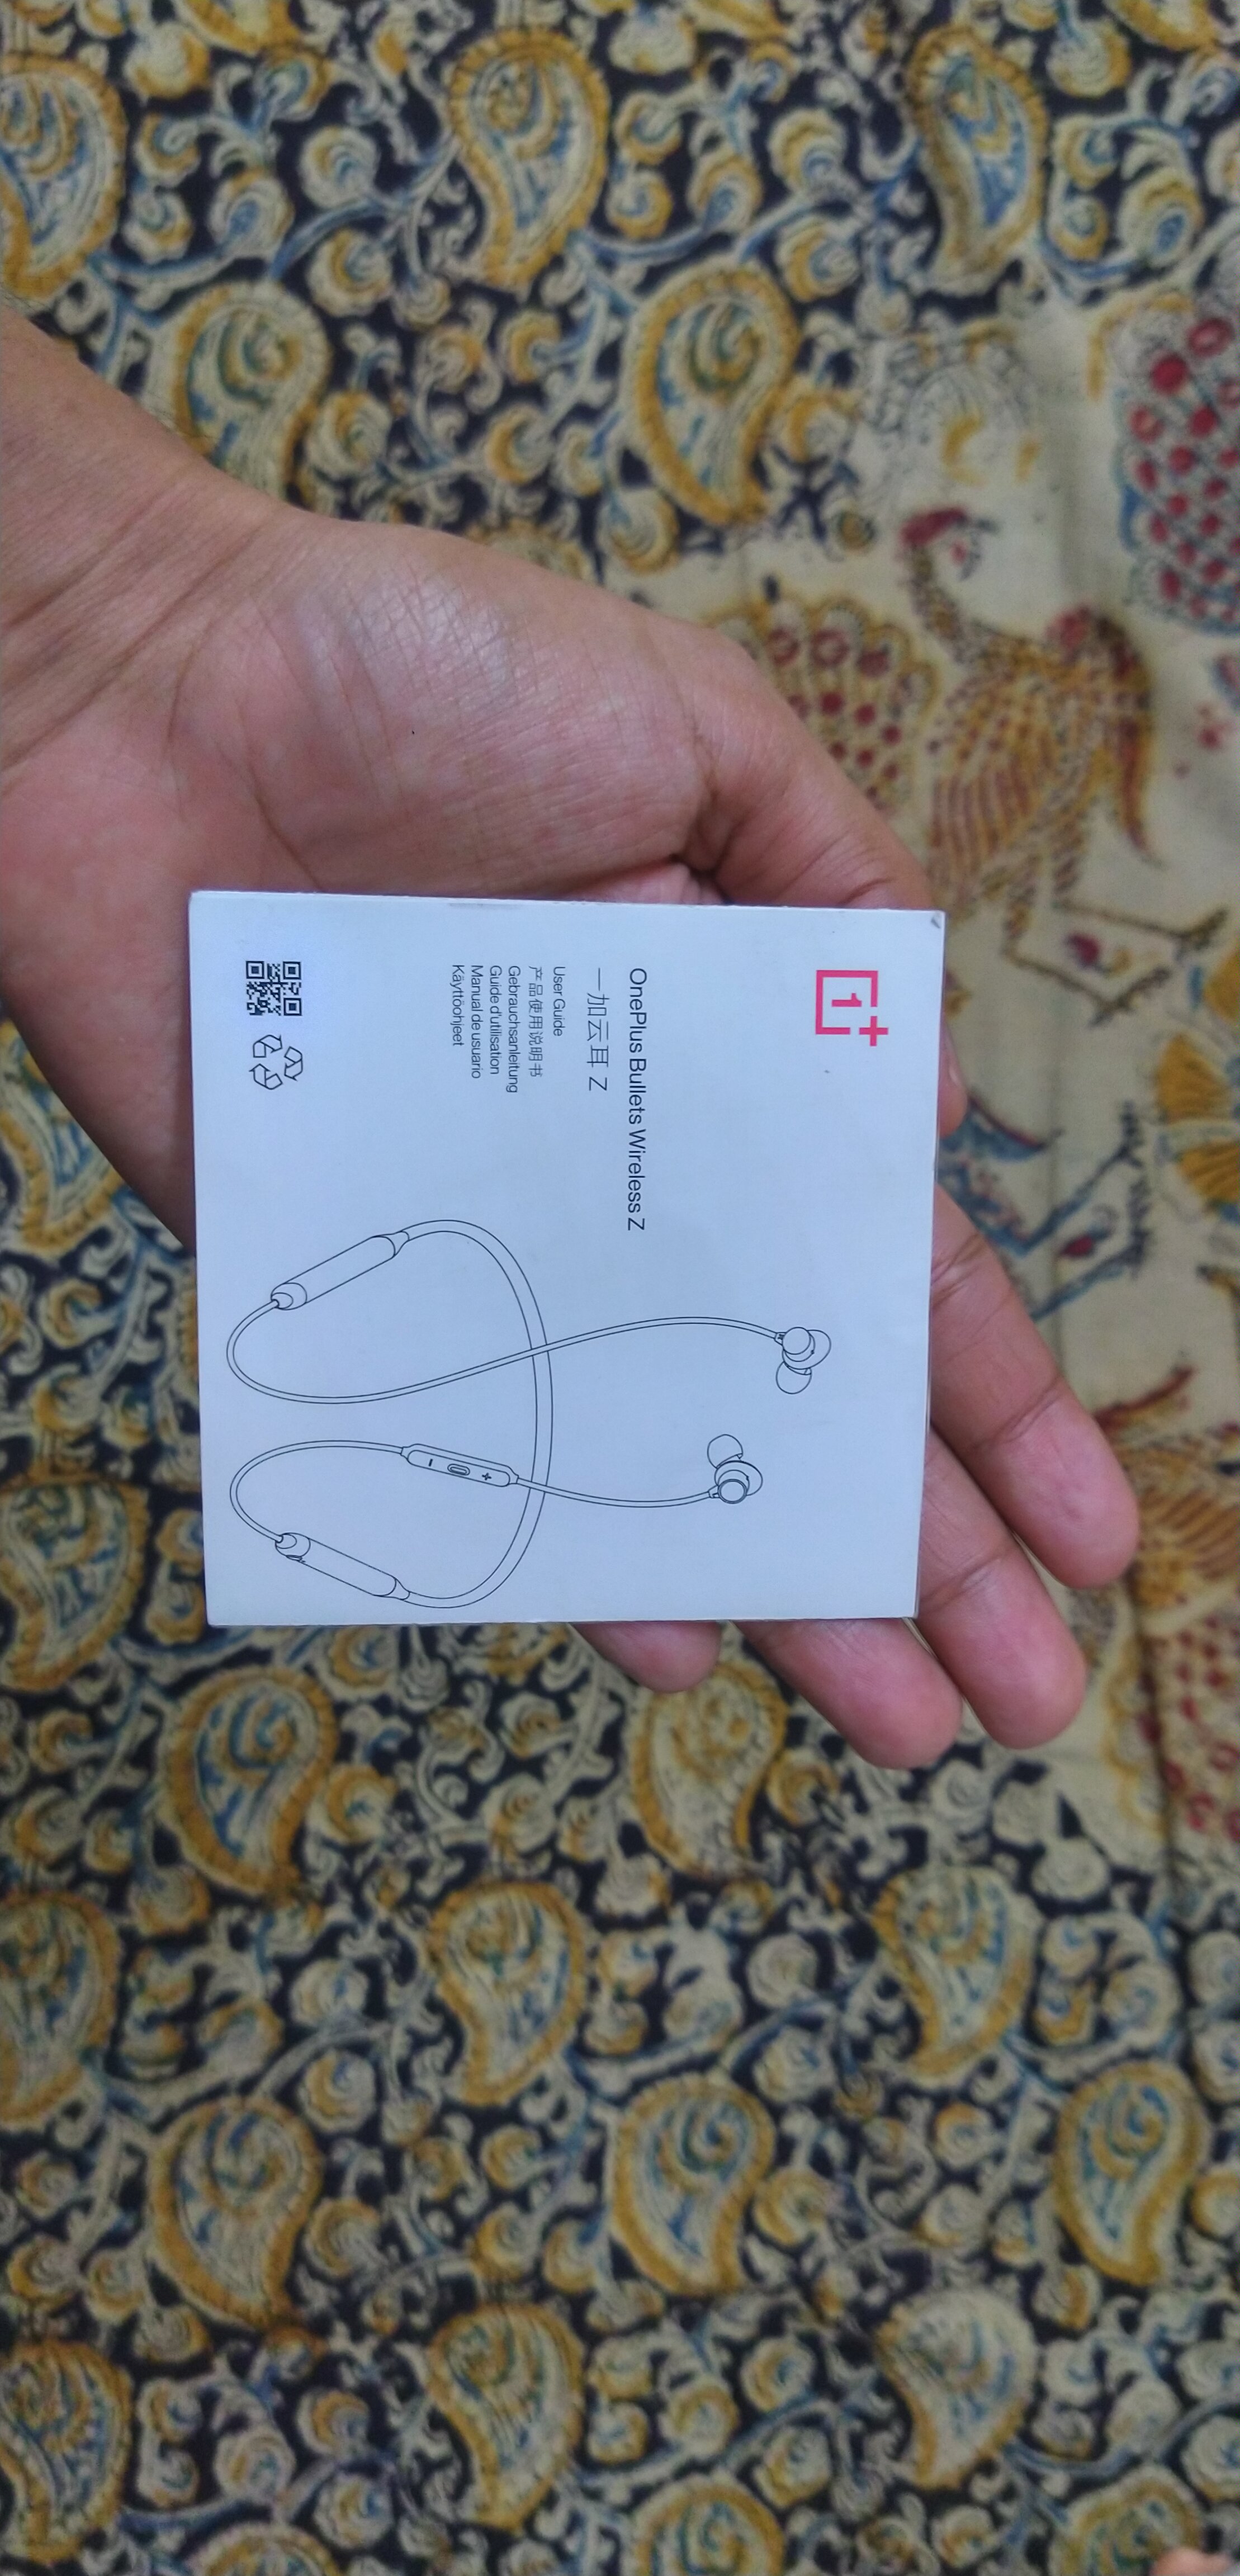 1+
OnePlus Bullets Wireless Z
一加云耳 Z
User Guide
产品使用说明书
Gebrauchsanleitung
Guide d'utilisation
Manual de usuario
Käyttöohjeet